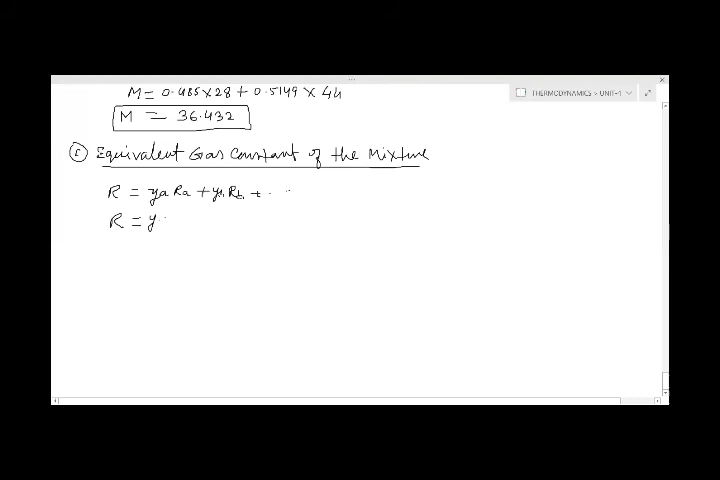 M = 0.485 × 28 + 0.5149 × 44
THERMODYNAMICS > UNIT-4
M = 36.432
(C) Equivalent Gas Constant of the Mixture
R = ya Ra + yb Rb + . . .
R = y